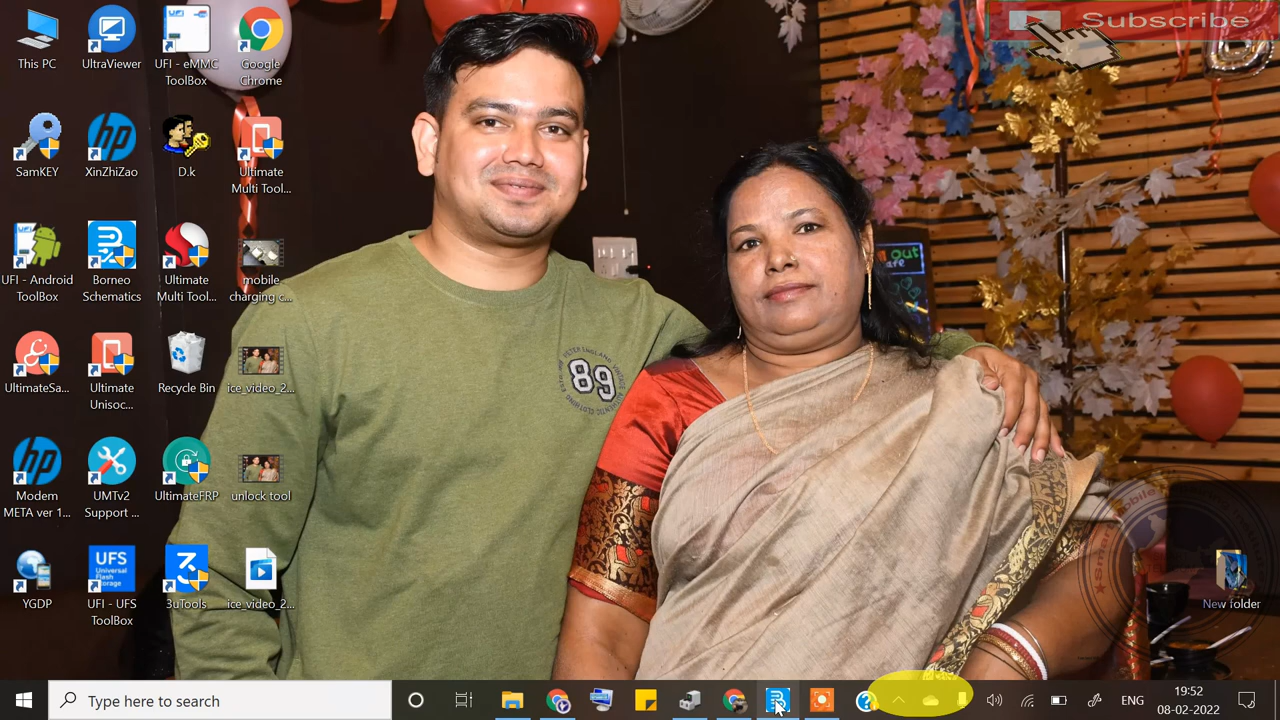 Subscribe
This PC
UltraViewer
UFI - eMMC
ToolBox
Google
Chrome
SamKEY
XinZhiZao
D.k
Ultimate
Multi Tool...
UFI - Android
ToolBox
Borneo
Schematics
Ultimate
Multi Tool...
mobile
charging c...
out
UltimateSa...
Ultimate
Unisoc...
Recycle Bin
ice_video_2...
89
Modem
META ver 1...
UMTv2
Support ...
UltimateFRP
unlock tool
YGDP
UFS
UFI - UFS
ToolBox
3uTools
ice_video_2...
New folder
Type here to search
ENG
19:52
08-02-2022